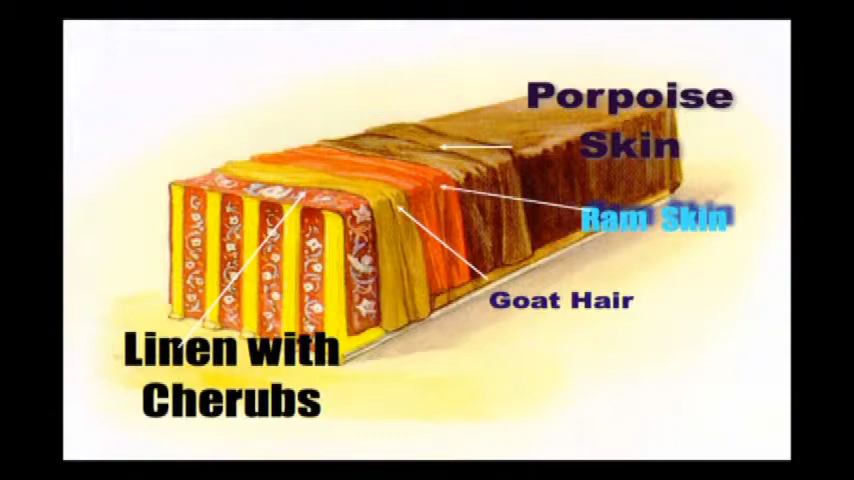 Porpoise
Skin
Ram Skin
Goat Hair
Linen with
Cherubs